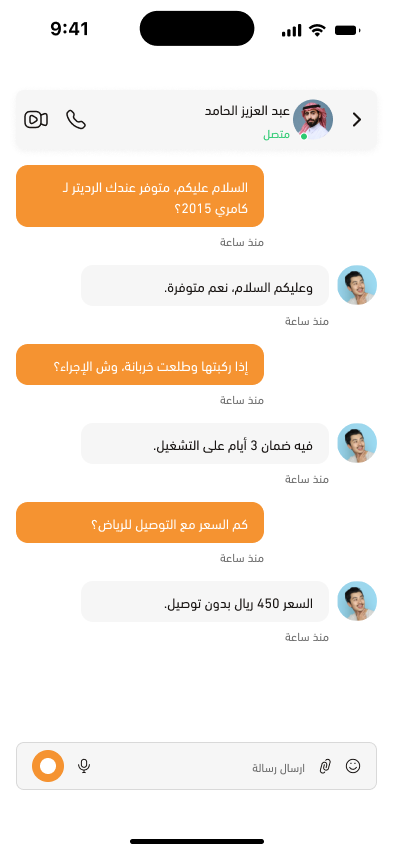 9:41
عبد العزيز الحامد
متصل
السلام عليكم، متوفر عندك الرديتر لـ
كامري 2015؟
منذ ساعة
وعليكم السلام، نعم متوفرة.
منذ ساعة
إذا ركبتها وطلعت خربانة، وش الإجراء؟
منذ ساعة
فيه ضمان 3 أيام على التشغيل.
منذ ساعة
كم السعر مع التوصيل للرياض؟
منذ ساعة
السعر 450 ريال بدون توصيل.
منذ ساعة
ارسال رسالة